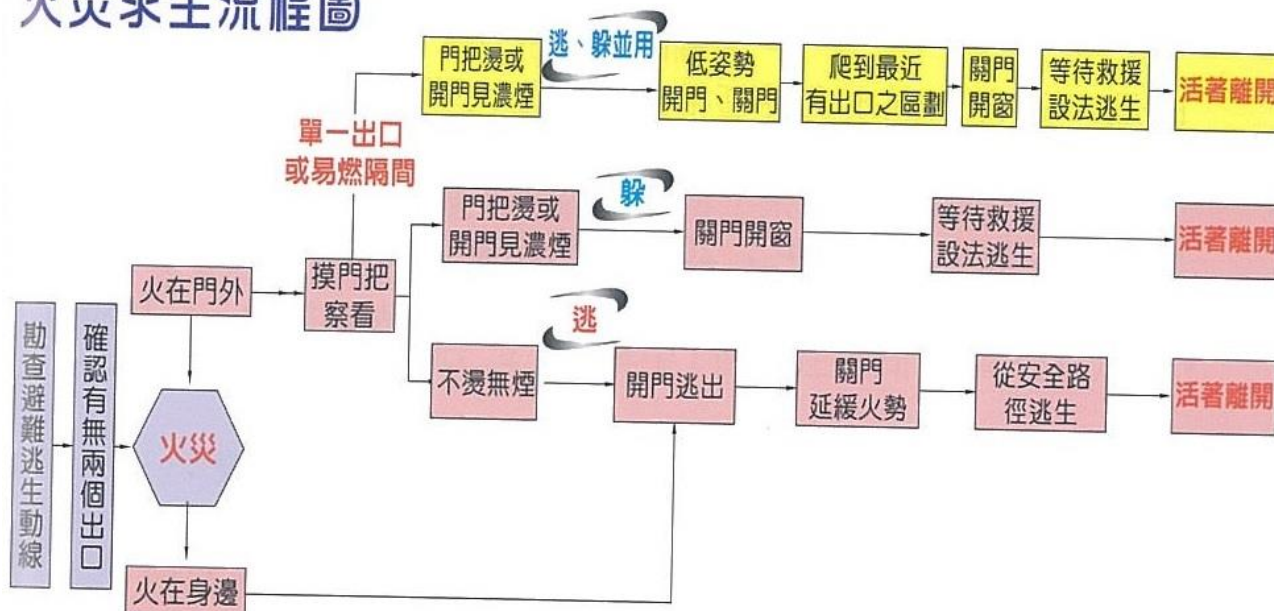 火災求生流程圖
門把燙或
開門見濃煙
逃、躲並用
低姿勢
開門、關門
爬到最近
有出口之區劃
關門
開窗
等待救援
設法逃生
活著離開
單一出口
或易燃隔間
門把燙或
開門見濃煙
躲
關門開窗
等待救援
設法逃生
活著離開
火在門外
摸門把
察看
逃
不燙無煙
開門逃出
關門
延緩火勢
從安全路
徑逃生
活著離開
勘查避難逃生動線
確認有無兩個出口
火災
火在身邊